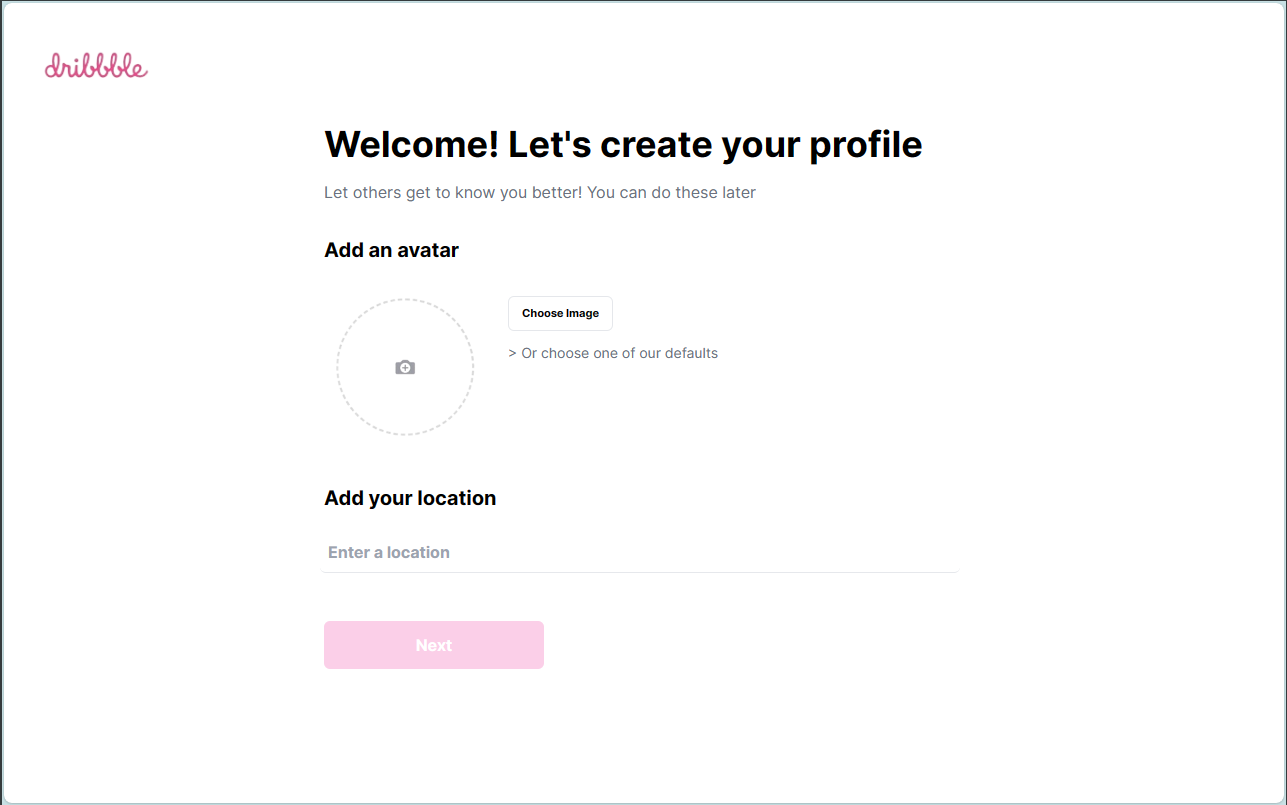 dribbble
Welcome! Let's create your profile
Let others get to know you better! You can do these later
Add an avatar
Choose Image
> Or choose one of our defaults
Add your location
Enter a location
Next